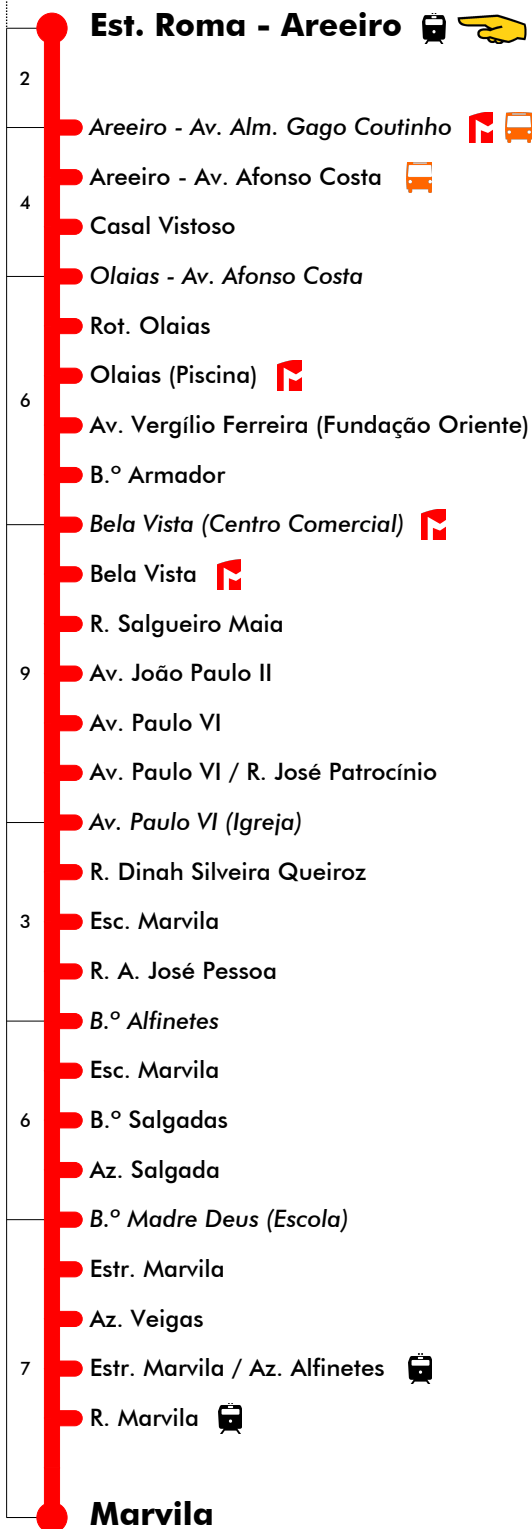 Est. Roma - Areeiro
2
Areeiro - Av. Alm. Gago Coutinho
Areeiro - Av. Afonso Costa
4
Casal Vistoso
Olaias - Av. Afonso Costa
Rot. Olaias
Olaias (Piscina)
6
Av. Vergílio Ferreira (Fundação Oriente)
B.º Armador
Bela Vista (Centro Comercial)
Bela Vista
R. Salgueiro Maia
9
Av. João Paulo II
Av. Paulo VI
Av. Paulo VI / R. José Patrocínio
Av. Paulo VI (Igreja)
R. Dinah Silveira Queiroz
3
Esc. Marvila
R. A. José Pessoa
B.º Alfinetes
Esc. Marvila
6
B.º Salgadas
Az. Salgada
B.º Madre Deus (Escola)
Estr. Marvila
Az. Veigas
7
Estr. Marvila / Az. Alfinetes
R. Marvila
Marvila